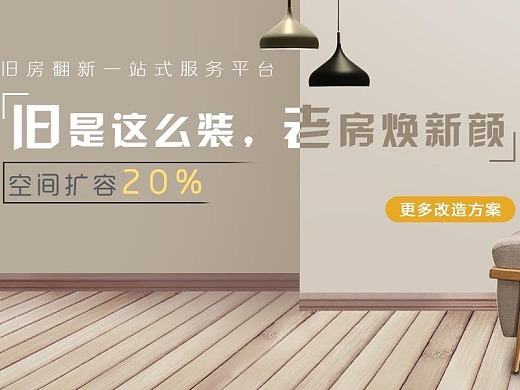 旧房翻新一站式服务平台
「旧是这么装，老房焕新颜」
空间扩容20%
更多改造方案